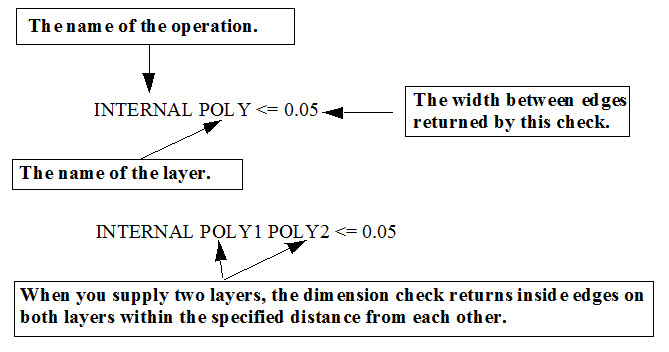 The name of the operation.
INTERNAL POLY <= 0.05
The width between edges
returned by this check.
The name of the layer.
INTERNAL POLY1 POLY2 <= 0.05
When you supply two layers, the dimension check returns inside edges on
both layers within the specified distance from each other.